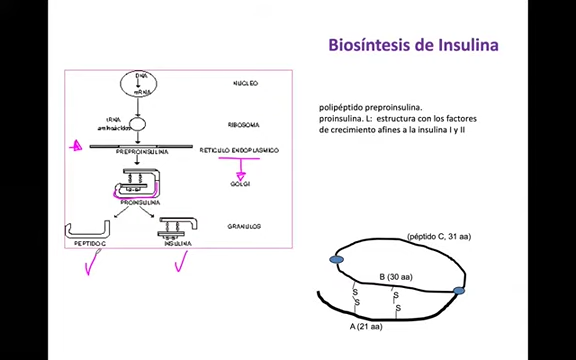 Biosíntesis de Insulina
DNA
mRNA
NUCLEO
tRNA
aminoácidos
RIBOSOMA
PREPROINSULINA
RETICULO ENDOPLASMICO
GOLGI
PROINSULINA
GRANULOS
PEPTIDO-C
INSULINA
polipéptido preproinsulina.
proinsulina. L: estructura con los factores
de crecimiento afines a la insulina I y II
(péptido C, 31 aa)
B (30 aa)
S
S
S
S
A (21 aa)